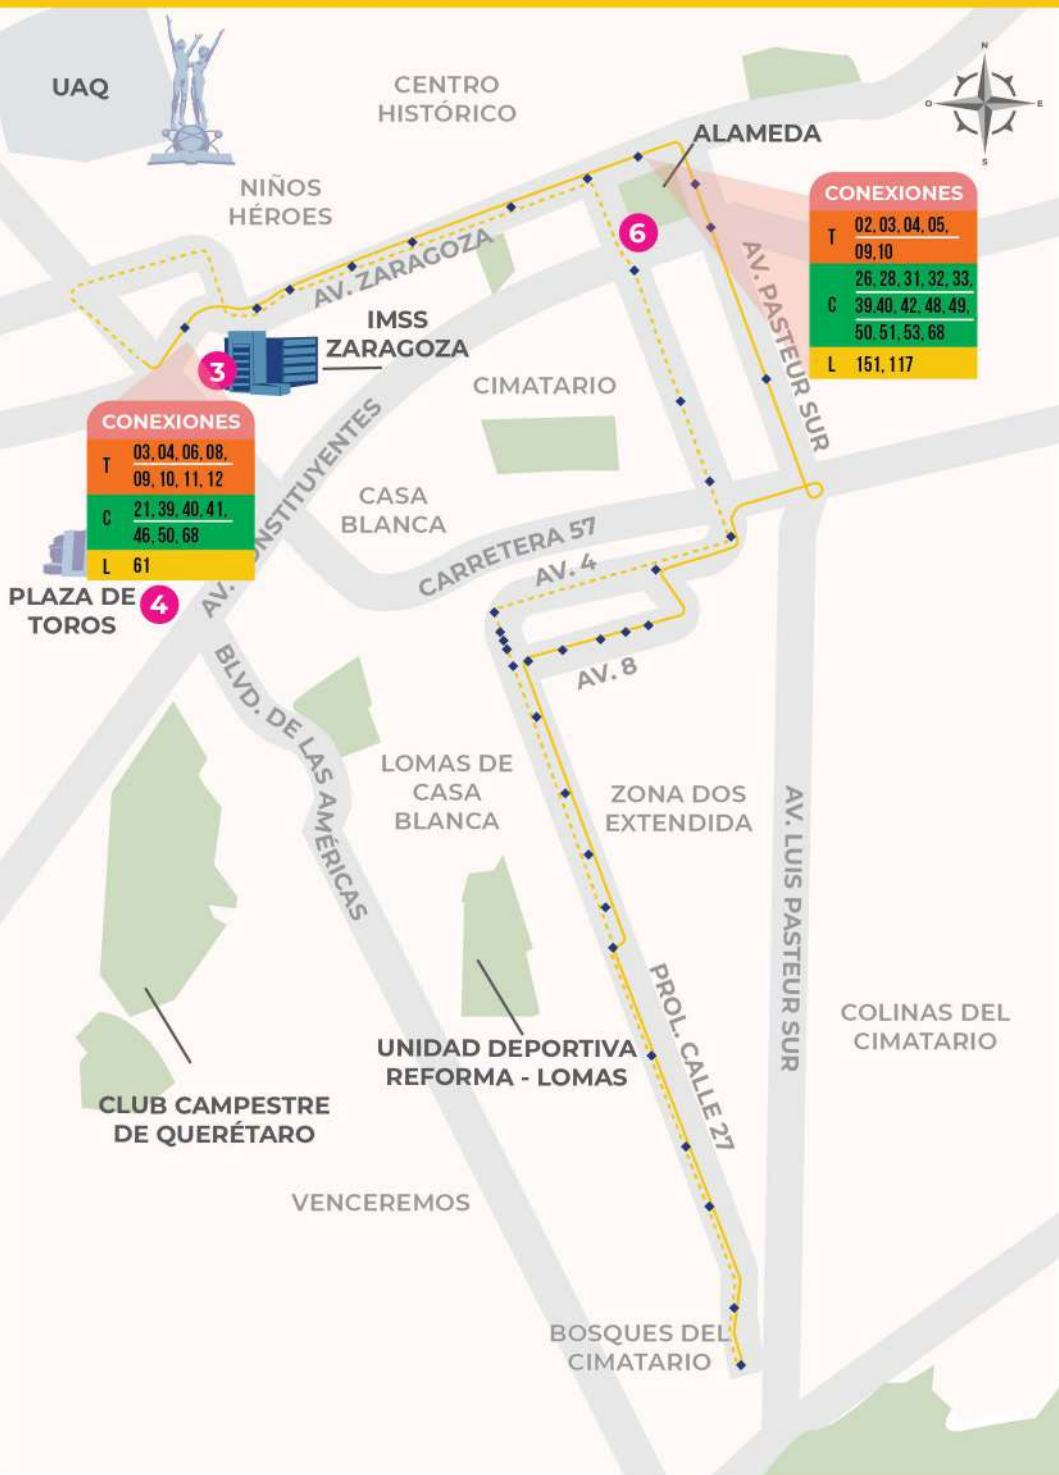 UAQ
CENTRO
HISTÓRICO
N
O
E
S
ALAMEDA
NIÑOS
HÉROES
CONEXIONES
T 02, 03, 04, 05,
09, 10
C 26, 28, 31, 32, 33,
39,40, 42, 48, 49,
50, 51, 53, 68
L 151, 117
6
AV. ZARAGOZA
AV. PASTEUR SUR
IMSS
ZARAGOZA
3
CIMATARIO
CONEXIONES
T 03, 04, 06, 08,
09, 10, 11, 12
C 21, 39, 40, 41,
46, 50, 68
L 61
CASA
BLANCA
AV. ONSTITUYENTES
CARRETERA 57
AV. 4
PLAZA DE
TOROS
4
AV. 8
BLVD. DE LAS AMÉRICAS
LOMAS DE
CASA
BLANCA
ZONA DOS
EXTENDIDA
AV. LUIS PASTEUR SUR
PROL. CALLE 27
COLINAS DEL
CIMATARIO
UNIDAD DEPORTIVA
REFORMA - LOMAS
CLUB CAMPESTRE
DE QUERÉTARO
VENCEREMOS
BOSQUES DEL
CIMATARIO